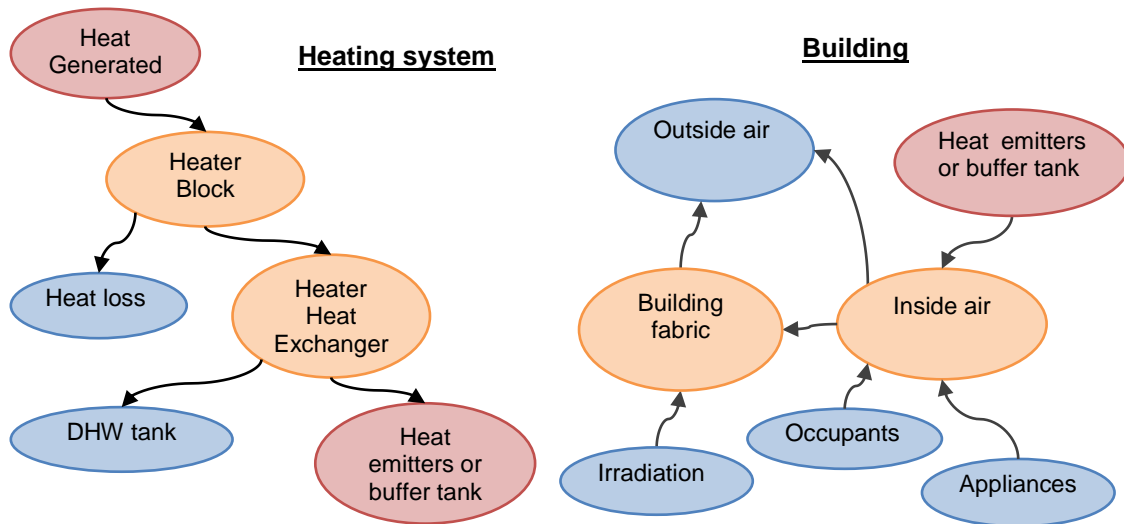 Heat
Generated
Heating system
Heater
Block
Heat loss
Heater
Heat
Exchanger
DHW tank
Heat
emitters or
buffer tank
Building
Outside air
Heat emitters
or buffer tank
Building
fabric
Inside air
Irradiation
Occupants
Appliances